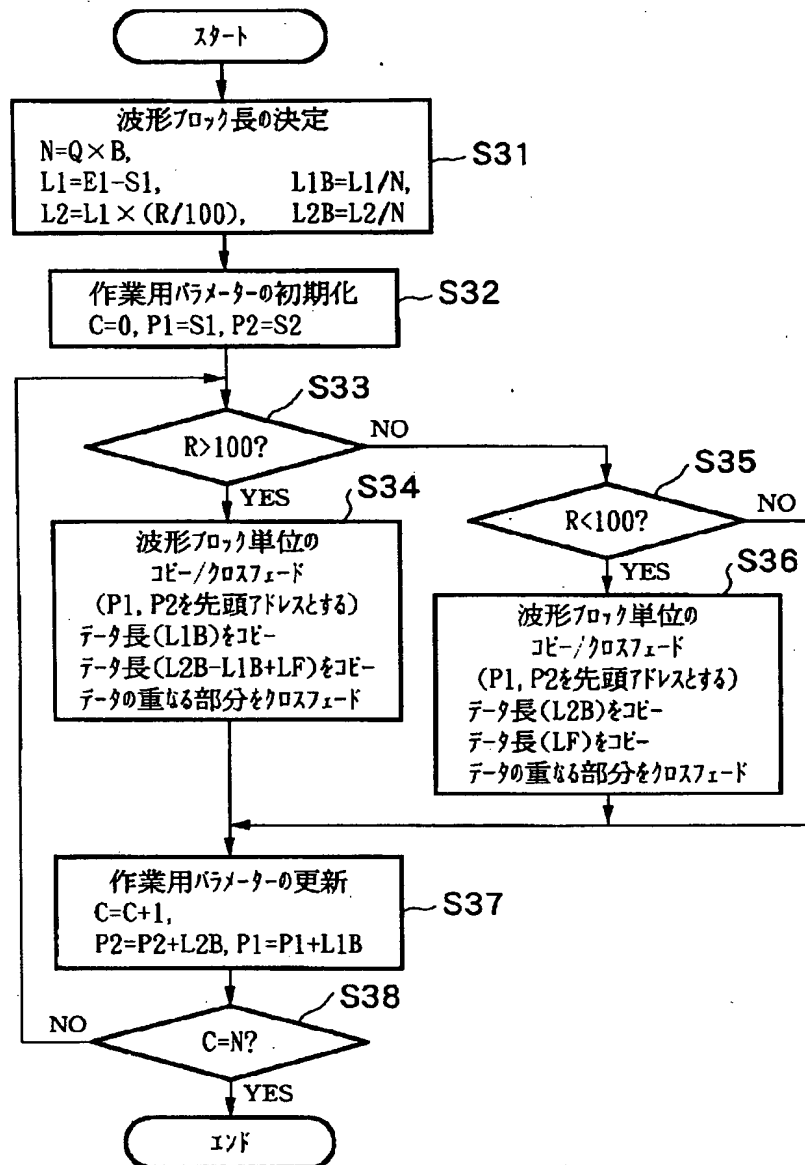 スタート
波形ブロック長の決定
N=Q×B,
L1=E1-S1, L1B=L1/N,
L2=L1×(R/100), L2B=L2/N
S31
作業用パラメーターの初期化
C=0, P1=S1, P2=S2
S32
S33
R>100?
NO
YES
S34
波形ブロック単位の
コピー/クロスフェード
(P1, P2を先頭アドレスとする)
データ長(L1B)をコピー
データ長(L2B-L1B+LF)をコピー
データの重なる部分をクロスフェード
S35
R<100?
NO
YES
S36
波形ブロック単位の
コピー/クロスフェード
(P1, P2を先頭アドレスとする)
データ長(L2B)をコピー
データ長(LF)をコピー
データの重なる部分をクロスフェード
作業用パラメーターの更新
C=C+1,
P2=P2+L2B, P1=P1+L1B
S37
S38
NO
C=N?
YES
エンド